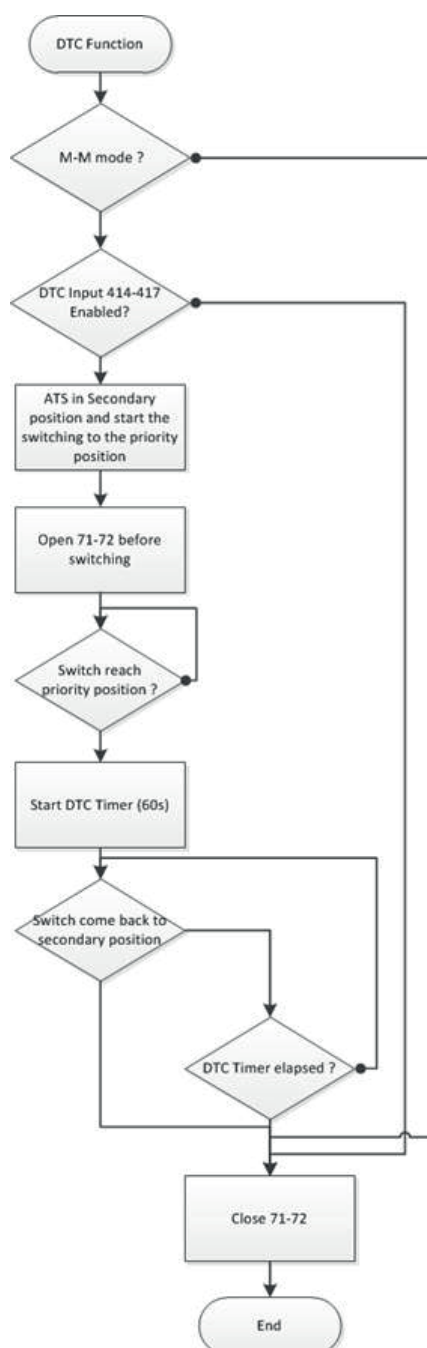 DTC Function
M-M mode ?
DTC Input 414-417
Enabled?
ATS in Secondary
position and start the
switching to the priority
position
Open 71-72 before
switching
Switch reach
priority position ?
Start DTC Timer (60s)
Switch come back to
secondary position
DTC Timer elapsed ?
Close 71-72
End